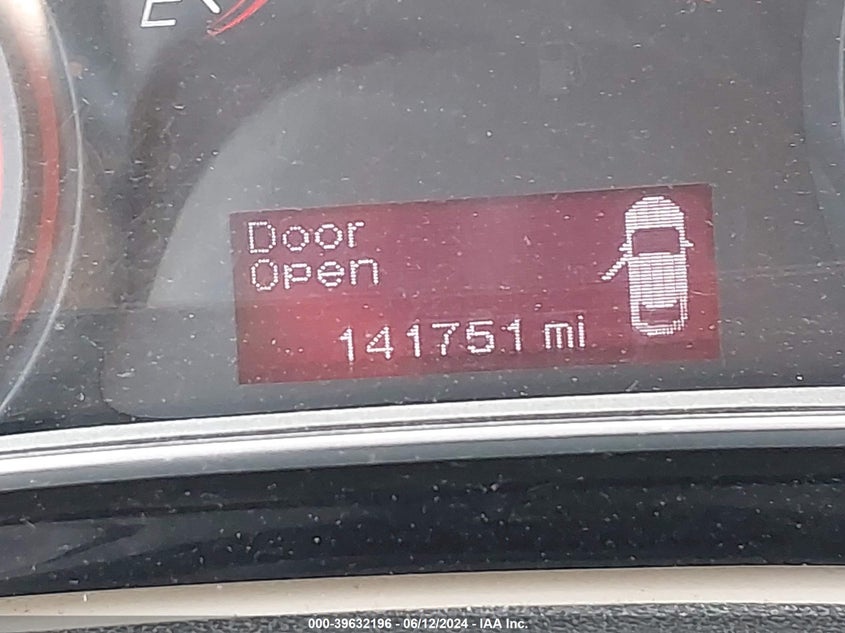 E
Door
Open
141751 mi
000-39632196 - 06/12/2024 - IAA Inc.